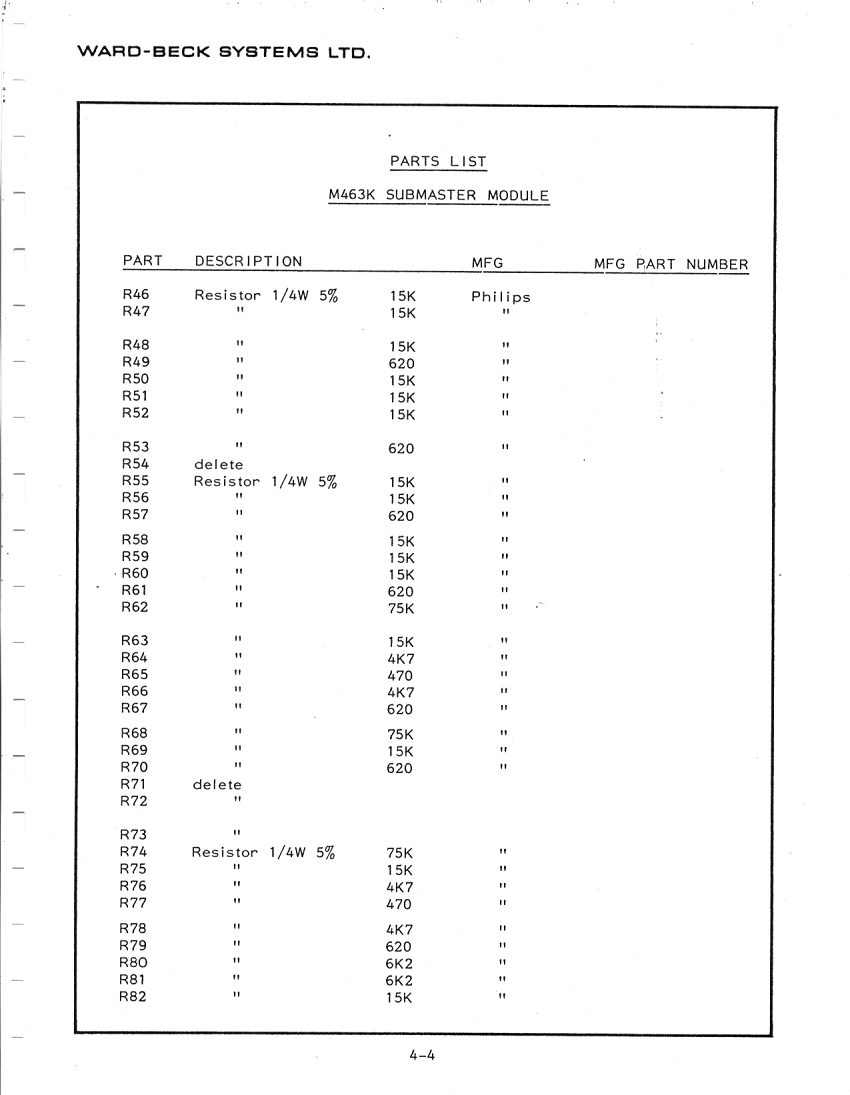 WARD-BECK SYSTEMS LTD.
PARTS LIST
M463K SUBMASTER MODULE
PART DESCRIPTION MFG MFG PART NUMBER
R46 Resistor 1/4W 5% 15K Philips
R47 " 15K "
R48 " 15K "
R49 " 620 "
R50 " 15K "
R51 " 15K "
R52 " 15K "
R53 " 620 "
R54 delete
R55 Resistor 1/4W 5% 15K "
R56 " 15K "
R57 " 620 "
R58 " 15K "
R59 " 15K "
R60 " 15K "
R61 " 620 "
R62 " 75K "
R63 " 15K "
R64 " 4K7 "
R65 " 470 "
R66 " 4K7 "
R67 " 620 "
R68 " 75K "
R69 " 15K "
R70 " 620 "
R71 delete
R72 "
R73 "
R74 Resistor 1/4W 5% 75K "
R75 " 15K "
R76 " 4K7 "
R77 " 470 "
R78 " 4K7 "
R79 " 620 "
R80 " 6K2 "
R81 " 6K2 "
R82 " 15K "
4-4